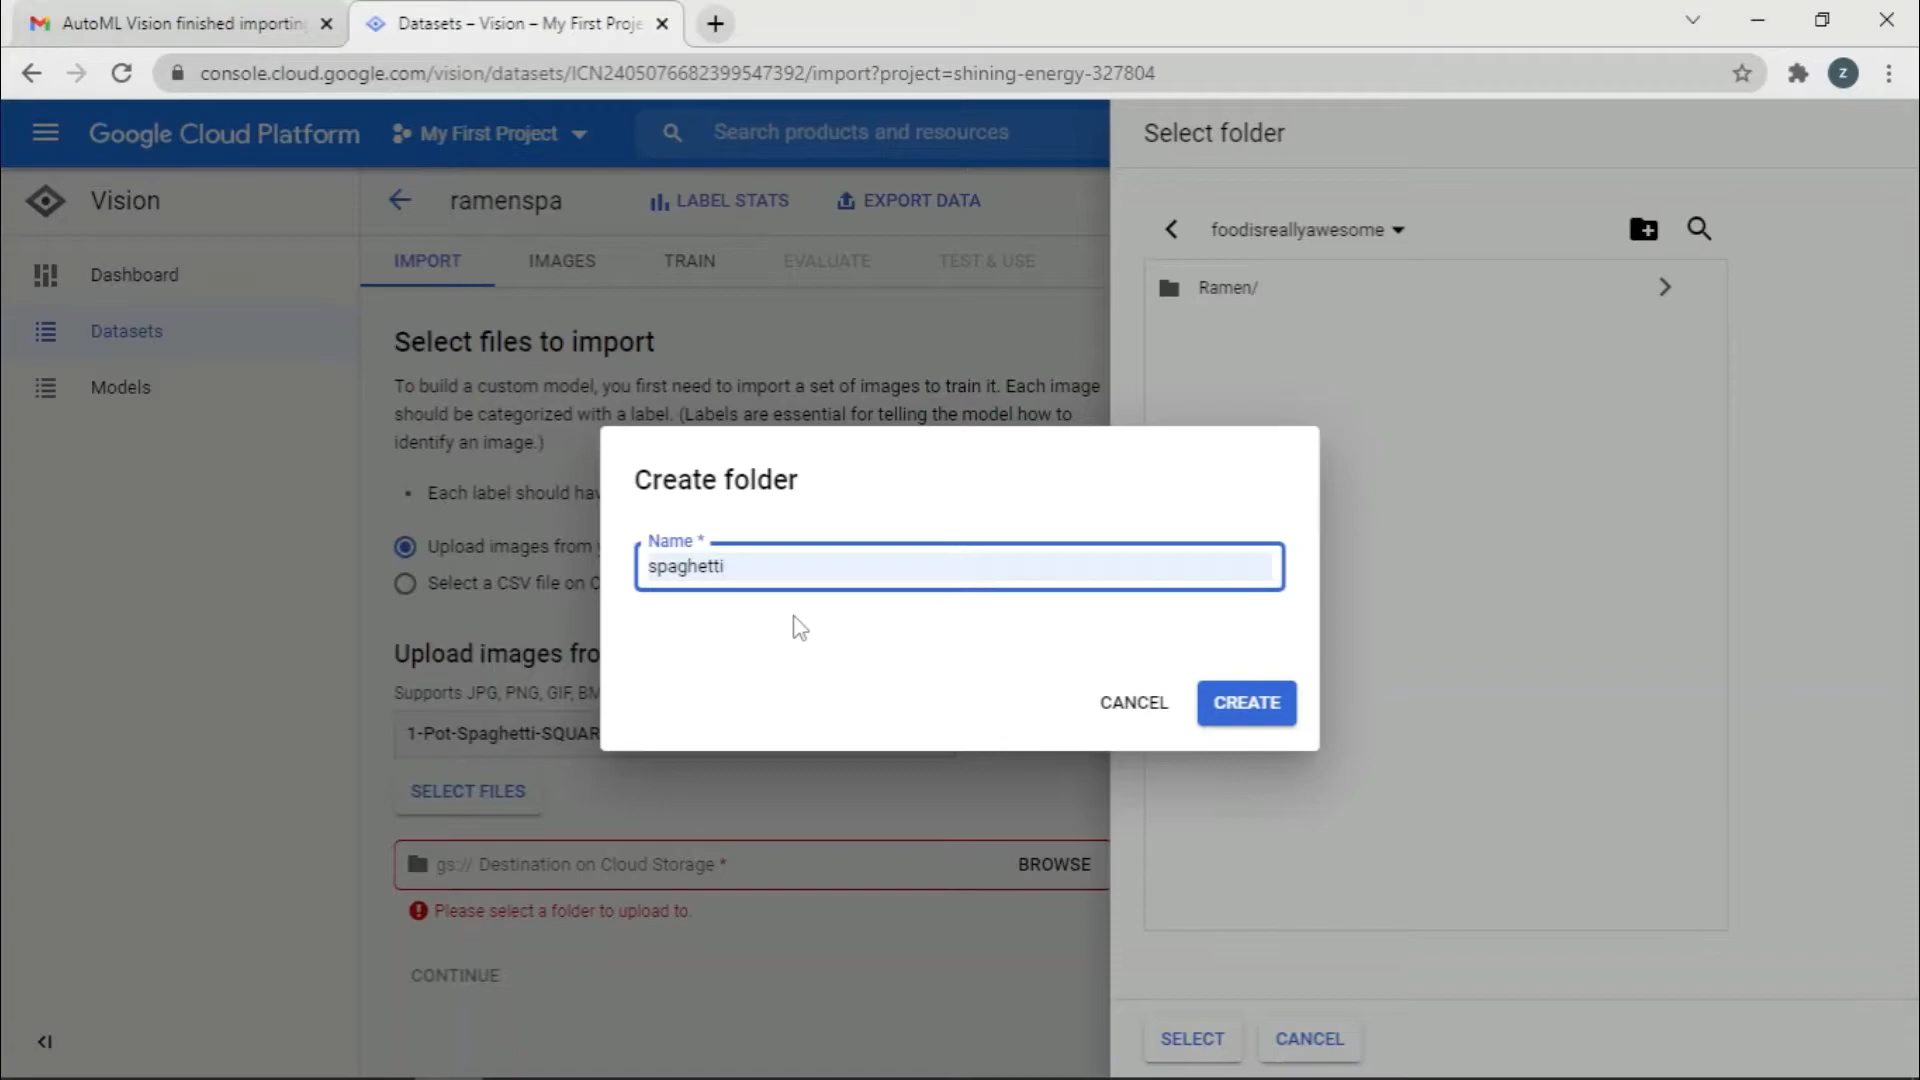 AutoML Vision finished importing
Datasets – Vision – My First Proje
console.cloud.google.com/vision/datasets/ICN2405076682399547392/import?project=shining-energy-327804
Z
Google Cloud Platform
My First Project
Search products and resources
Select folder
Vision
ramenspa
LABEL STATS
EXPORT DATA
foodisreallyawesome
IMPORT
IMAGES
TRAIN
EVALUATE
TEST & USE
Dashboard
Datasets
Models
Ramen/
Select files to import
To build a custom model, you first need to import a set of images to train it. Each image
should be categorized with a label. (Labels are essential for telling the model how to
identify an image.)
Each label should hav
Upload images from
Select a CSV file on C
Create folder
Name *
spaghetti
CANCEL
CREATE
Upload images fro
Supports JPG, PNG, GIF, BM
1-Pot-Spaghetti-SQUAR
SELECT FILES
gs:// Destination on Cloud Storage *
BROWSE
Please select a folder to upload to.
CONTINUE
SELECT
CANCEL